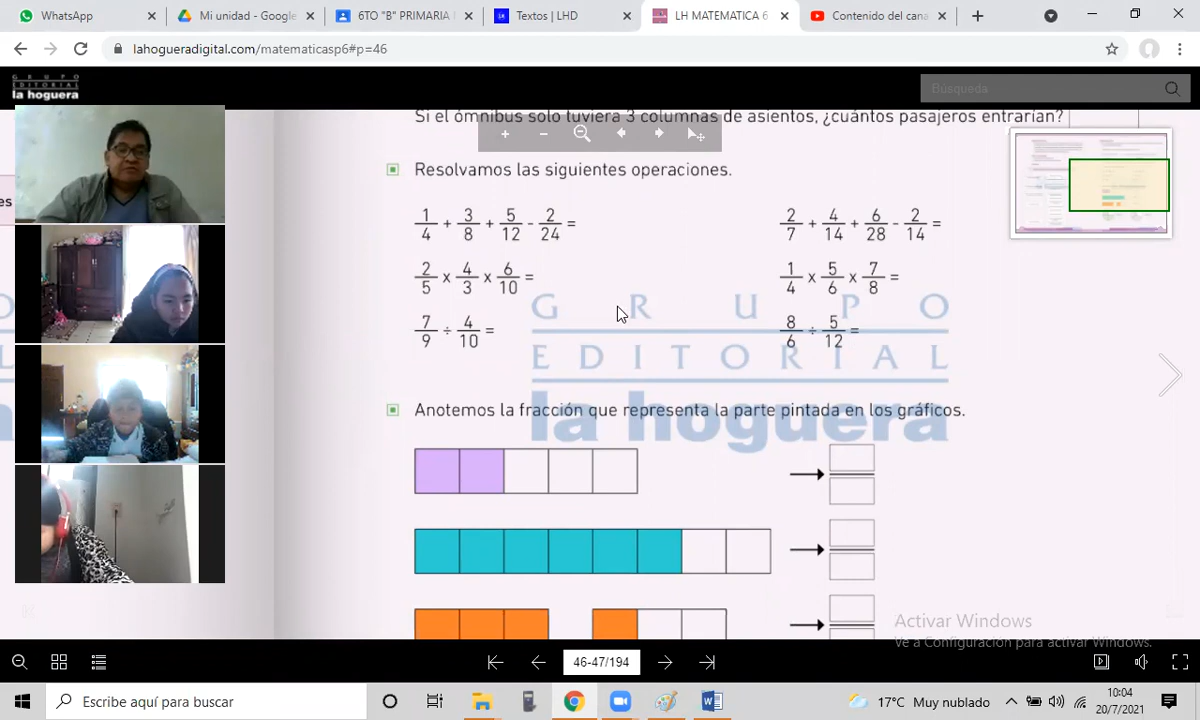 WhatsApp
Mi unidad - Google
6TO "B" PRIMARIA
Textos | LHD
LH MATEMATICA 6
Contenido del cana
lahogueradigital.com/matematicasp6#p=46
GRUPO
EDITORIAL
la hoguera
Búsqueda
Si el ómnibus solo tuviera 3 columnas de asientos, ¿cuántos pasajeros entrarían?
es
Resolvamos las siguientes operaciones.
1/4 + 3/8 + 5/12 - 2/24 =
2/7 + 4/14 + 6/28 - 2/14 =
2/5 x 4/3 x 6/10 =
1/4 x 5/6 x 7/8 =
7/9 ÷ 4/10 =
8/6 ÷ 5/12 =
GRUPO
EDITORIAL
la hoguera
Anotemos la fracción que representa la parte pintada en los gráficos.
Activar Windows
Ve a Configuración para activar Windows.
46-47/194
Escribe aquí para buscar
17°C Muy nublado
10:04
20/7/2021